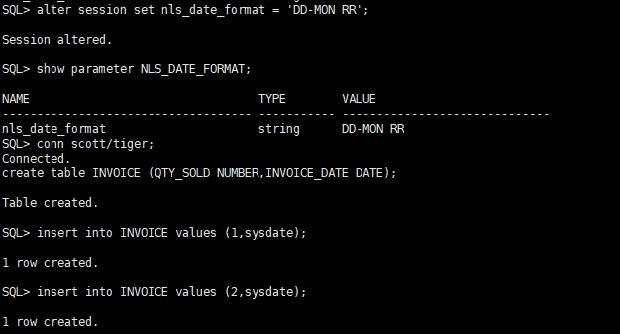 SQL> alter session set nls_date_format = 'DD-MON RR';
Session altered.
SQL> show parameter NLS_DATE_FORMAT;
NAME                                 TYPE        VALUE
------------------------------------ ----------- ------------------------------
nls_date_format                      string      DD-MON RR
SQL> conn scott/tiger;
Connected.
create table INVOICE (QTY_SOLD NUMBER,INVOICE_DATE DATE);
Table created.
SQL> insert into INVOICE values (1,sysdate);
1 row created.
SQL> insert into INVOICE values (2,sysdate);
1 row created.